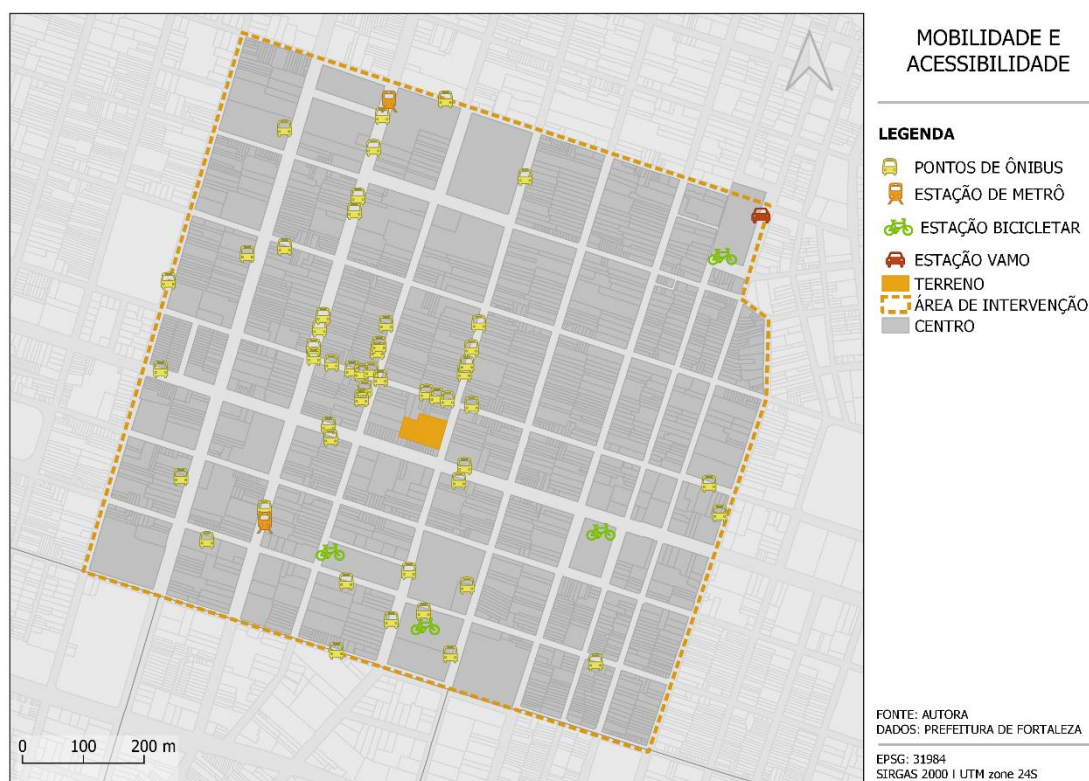 MOBILIDADE E
ACESSIBILIDADE
LEGENDA
PONTOS DE ÔNIBUS
ESTAÇÃO DE METRÔ
ESTAÇÃO BICICLETAR
ESTAÇÃO VAMO
TERRENO
ÁREA DE INTERVENÇÃO
CENTRO
0 100 200 m
FONTE: AUTORA
DADOS: PREFEITURA DE FORTALEZA
EPSG: 31984
SIRGAS 2000 | UTM zone 24S